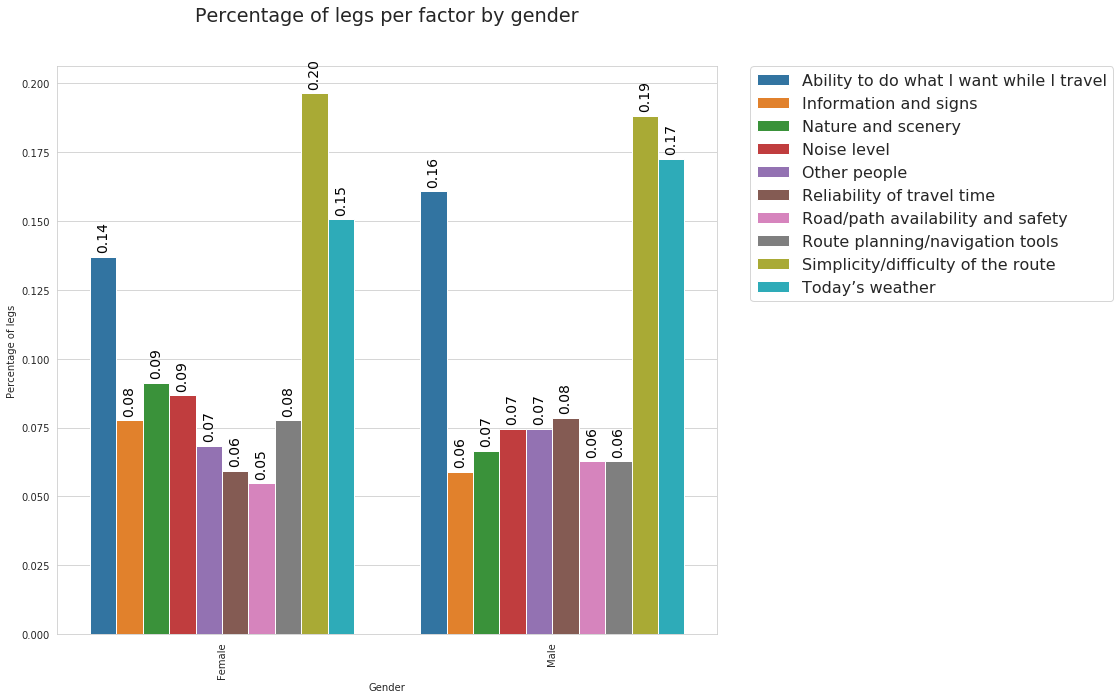 Percentage of legs per factor by gender
0.200
0.175
0.150
0.125
0.100
0.075
0.050
0.025
0.000
Percentage of legs
0.14
0.08
0.09
0.09
0.07
0.06
0.05
0.08
0.20
0.15
0.16
0.06
0.07
0.07
0.07
0.08
0.06
0.06
0.19
0.17
Female
Male
Gender
Ability to do what I want while I travel
Information and signs
Nature and scenery
Noise level
Other people
Reliability of travel time
Road/path availability and safety
Route planning/navigation tools
Simplicity/difficulty of the route
Today’s weather